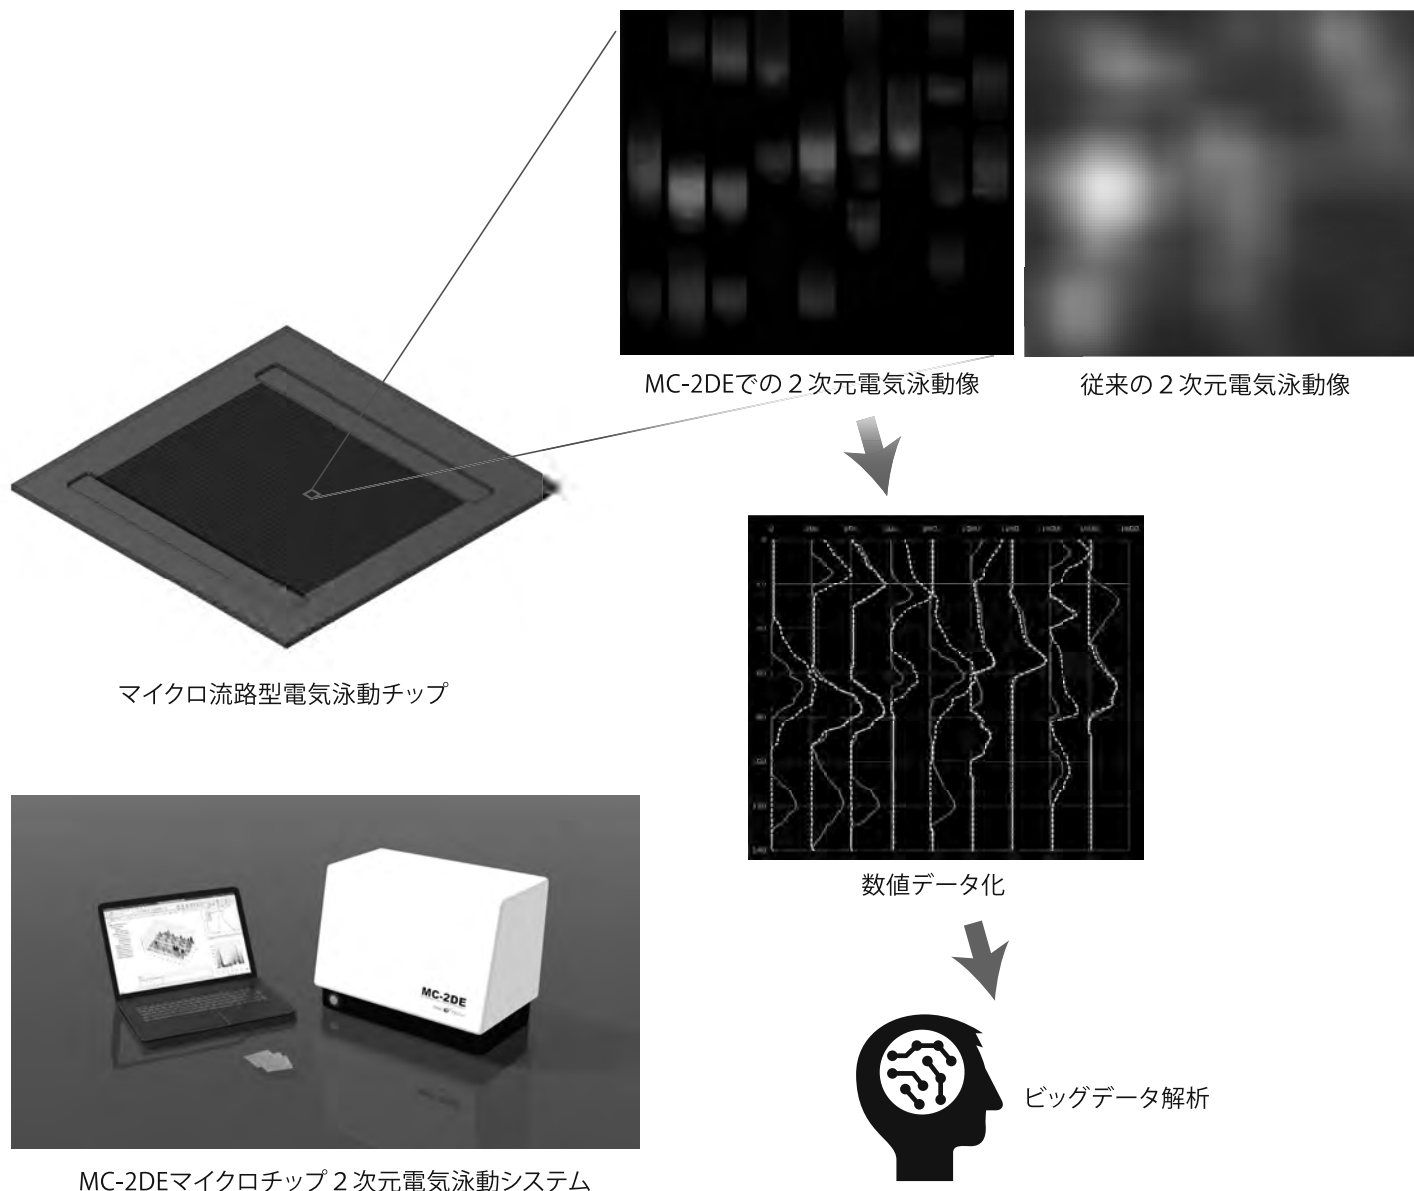 MC-2DEでの２次元電気泳動像
従来の２次元電気泳動像
マイクロ流路型電気泳動チップ
数値データ化
MC-2DE
ビッグデータ解析
MC-2DEマイクロチップ２次元電気泳動システム